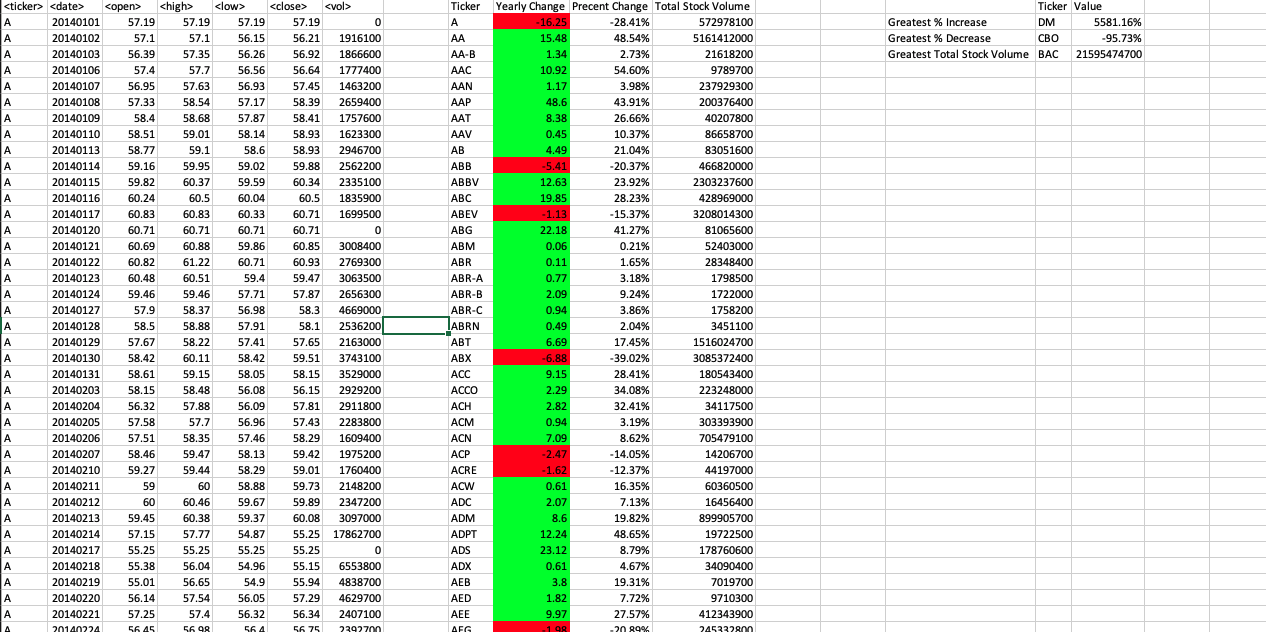 <ticker> <date> <open> <high> <low> <close> <vol> Ticker Yearly Change Precent Change Total Stock Volume Ticker Value
A 20140101 57.19 57.19 57.19 57.19 0 A -16.25 -28.41% 572978100 Greatest % Increase DM 5581.16%
A 20140102 57.1 57.1 56.15 56.21 1916100 AA 15.48 48.54% 5161412000 Greatest % Decrease CBO -95.73%
A 20140103 56.39 57.35 56.26 56.92 1866600 AA-B 1.34 2.73% 21618200 Greatest Total Stock Volume BAC 21595474700
A 20140106 57.4 57.7 56.56 56.64 1777400 AAC 10.92 54.60% 9789700
A 20140107 56.95 57.63 56.93 57.45 1463200 AAN 1.17 3.98% 237929300
A 20140108 57.33 58.54 57.17 58.39 2659400 AAP 48.6 43.91% 200376400
A 20140109 58.4 58.68 57.87 58.41 1757600 AAT 8.38 26.66% 40207800
A 20140110 58.51 59.01 58.14 58.93 1623300 AAV 0.45 10.37% 86658700
A 20140113 58.77 59.1 58.6 58.93 2946700 AB 4.49 21.04% 83051600
A 20140114 59.16 59.95 59.02 59.88 2562200 ABB -5.41 -20.37% 466820000
A 20140115 59.82 60.37 59.59 60.34 2335100 ABBV 12.63 23.92% 2303237600
A 20140116 60.24 60.5 60.04 60.5 1835900 ABC 19.85 28.23% 428969000
A 20140117 60.83 60.83 60.33 60.71 1699500 ABEV -1.13 -15.37% 3208014300
A 20140120 60.71 60.71 60.71 60.71 0 ABG 22.18 41.27% 81065600
A 20140121 60.69 60.88 59.86 60.85 3008400 ABM 0.06 0.21% 52403000
A 20140122 60.82 61.22 60.71 60.93 2769300 ABR 0.11 1.65% 28348400
A 20140123 60.48 60.51 59.4 59.47 3063500 ABR-A 0.77 3.18% 1798500
A 20140124 59.46 59.46 57.71 57.87 2656300 ABR-B 2.09 9.24% 1722000
A 20140127 57.9 58.37 56.98 58.3 4669000 ABR-C 0.94 3.86% 1758200
A 20140128 58.5 58.88 57.91 58.1 2536200 ABRN 0.49 2.04% 3451100
A 20140129 57.67 58.22 57.41 57.65 2163000 ABT 6.69 17.45% 1516024700
A 20140130 58.42 60.11 58.42 59.51 3743100 ABX -6.88 -39.02% 3085372400
A 20140131 58.61 59.15 58.05 58.15 3529000 ACC 9.15 28.41% 180543400
A 20140203 58.15 58.48 56.08 56.15 2929200 ACCO 2.29 34.08% 223248000
A 20140204 56.32 57.88 56.09 57.81 2911800 ACH 2.82 32.41% 34117500
A 20140205 57.58 57.7 56.96 57.43 2283800 ACM 0.94 3.19% 303393900
A 20140206 57.51 58.35 57.46 58.29 1609400 ACN 7.09 8.62% 705479100
A 20140207 58.46 59.47 58.13 59.42 1975200 ACP -2.47 -14.05% 14206700
A 20140210 59.27 59.44 58.29 59.01 1760400 ACRE -1.62 -12.37% 44197000
A 20140211 59 60 58.88 59.73 2148200 ACW 0.61 16.35% 60360500
A 20140212 60 60.46 59.67 59.89 2347200 ADC 2.07 7.13% 16456400
A 20140213 59.45 60.38 59.37 60.08 3097000 ADM 8.6 19.82% 899905700
A 20140214 57.15 57.77 54.87 55.25 17862700 ADPT 12.24 48.65% 19722500
A 20140217 55.25 55.25 55.25 55.25 0 ADS 23.12 8.79% 178760600
A 20140218 55.38 56.04 54.96 55.15 6553800 ADX 0.61 4.67% 34090400
A 20140219 55.01 56.65 54.9 55.94 4838700 AEB 3.8 19.31% 7019700
A 20140220 56.14 57.54 56.05 57.29 4629700 AED 1.82 7.72% 9710300
A 20140221 57.25 57.4 56.32 56.34 2407100 AEE 9.97 27.57% 412343900
A 20140224 56.45 56.98 56.4 56.75 2392700 AEG -1.98 -20.89% 245332800